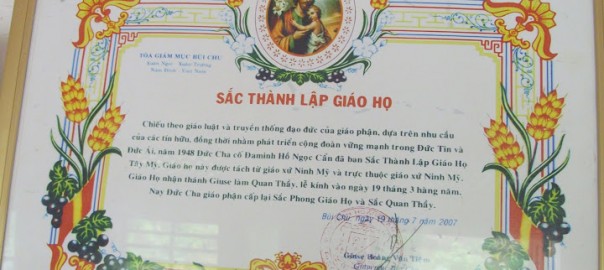 TÒA GIÁM MỤC BÙI CHU
Xuân Ngọc - Xuân Trường
Nam Định - Việt Nam
SẮC THÀNH LẬP GIÁO HỌ
Chiếu theo giáo luật và truyền thống đạo đức của giáo phận, dựa trên nhu cầu
của các tín hữu, đồng thời nhằm phát triển cộng đoàn vững mạnh trong Đức Tin và
Đức Ái, năm 1948 Đức Cha cố Đaminh Hồ Ngọc Cẩn đã ban Sắc Thành Lập Giáo Họ
Tây Mỹ. Giáo họ này được tách từ giáo xứ Ninh Mỹ và trực thuộc giáo xứ Ninh Mỹ.
Giáo Họ nhận thánh Giuse làm Quan Thầy, lễ kính vào ngày 19 tháng 3 hằng năm.
Nay Đức Cha giáo phận cấp lại Sắc Phong Giáo Họ và Sắc Quan Thầy.
Bùi Chu, ngày 19 tháng 7 năm 2007
Giuse Hoàng Văn Tiệm